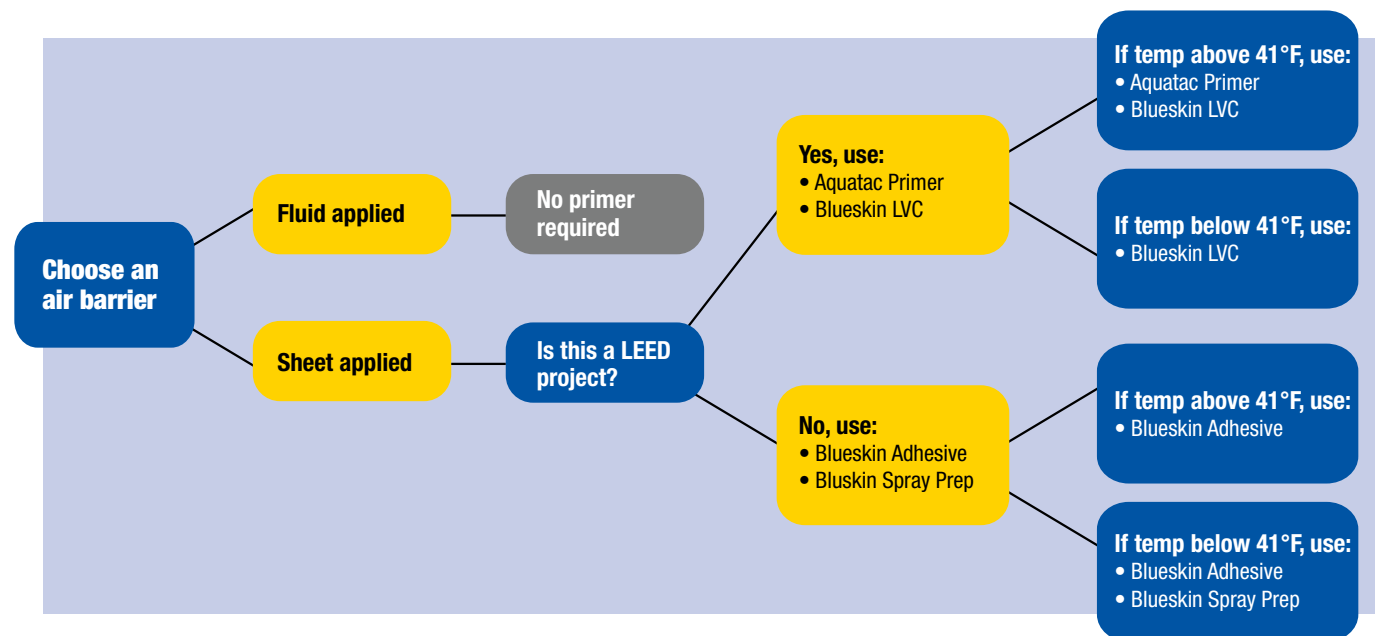 Choose an
air barrier
Fluid applied
No primer
required
Sheet applied
Is this a LEED
project?
Yes, use:
• Aquatac Primer
• Blueskin LVC
No, use:
• Blueskin Adhesive
• Bluskin Spray Prep
If temp above 41°F, use:
• Aquatac Primer
• Blueskin LVC
If temp below 41°F, use:
• Blueskin LVC
If temp above 41°F, use:
• Blueskin Adhesive
If temp below 41°F, use:
• Blueskin Adhesive
• Blueskin Spray Prep